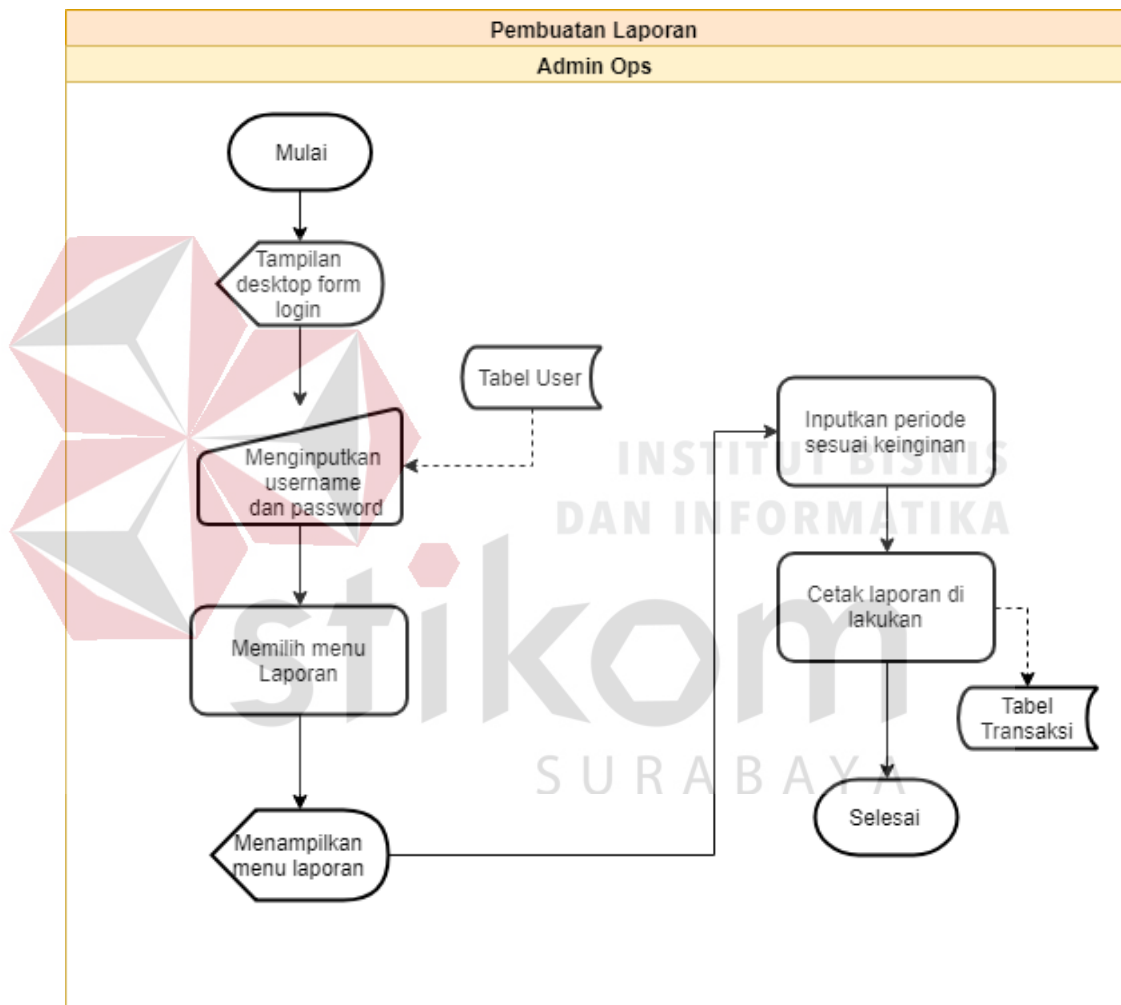 Pembuatan Laporan
Admin Ops
Mulai
Tampilan
desktop form
login
Tabel User
Menginputkan
username
dan password
Memilih menu
Laporan
Menampilkan
menu laporan
Inputkan periode
sesuai keinginan
Cetak laporan di
lakukan
Tabel
Transaksi
Selesai
INSTITUT BISNIS
DAN INFORMATIKA
stikom
SURABAYA